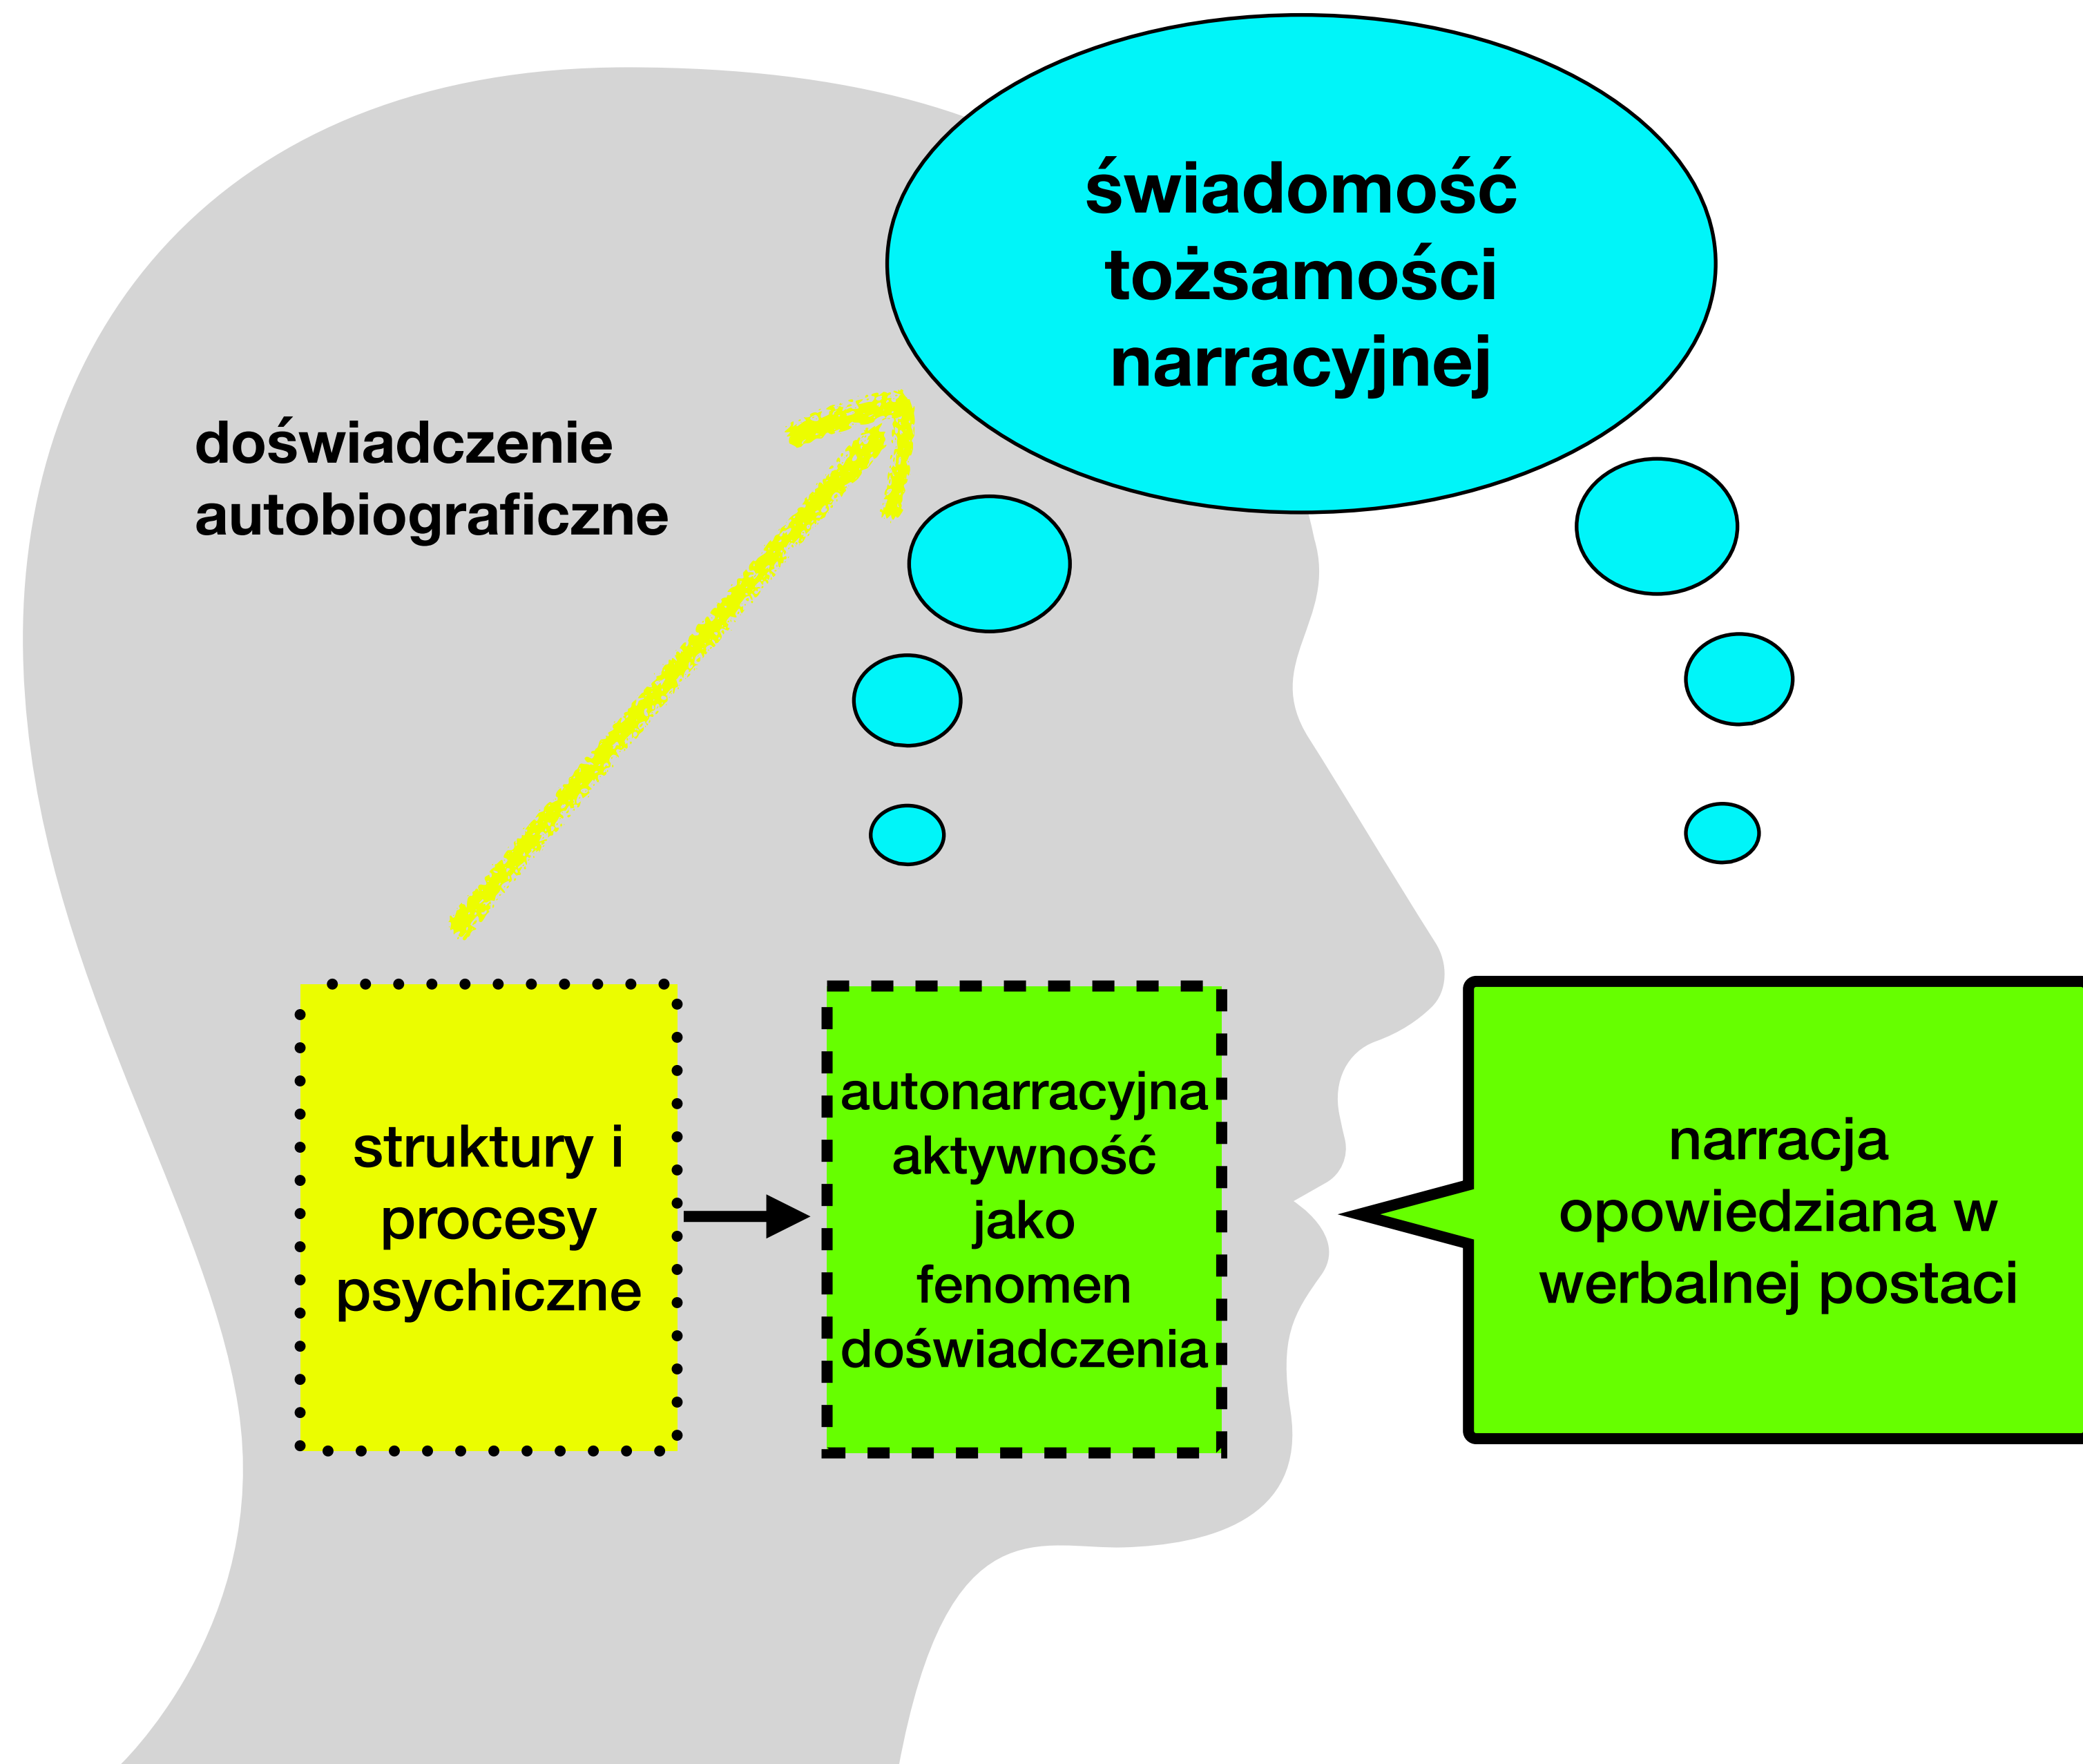 świadomość
tożsamości
narracyjnej
doświadczenie
autobiograficzne
struktury i
procesy
psychiczne
autonarracyjna
aktywność
jako
fenomen
doświadczenia
narracja
opowiedziana w
werbalnej postaci